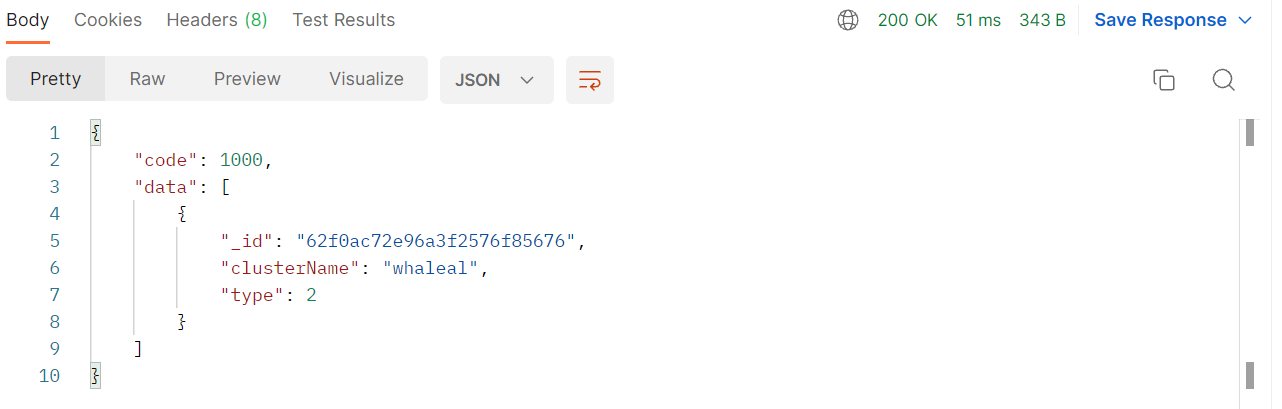 Body Cookies Headers (8) Test Results 200 OK 51 ms 343 B Save Response
Pretty Raw Preview Visualize JSON
1 {
2 "code": 1000,
3 "data": [
4 {
5 "_id": "62f0ac72e96a3f2576f85676",
6 "clusterName": "whaleal",
7 "type": 2
8 }
9 ]
10 }